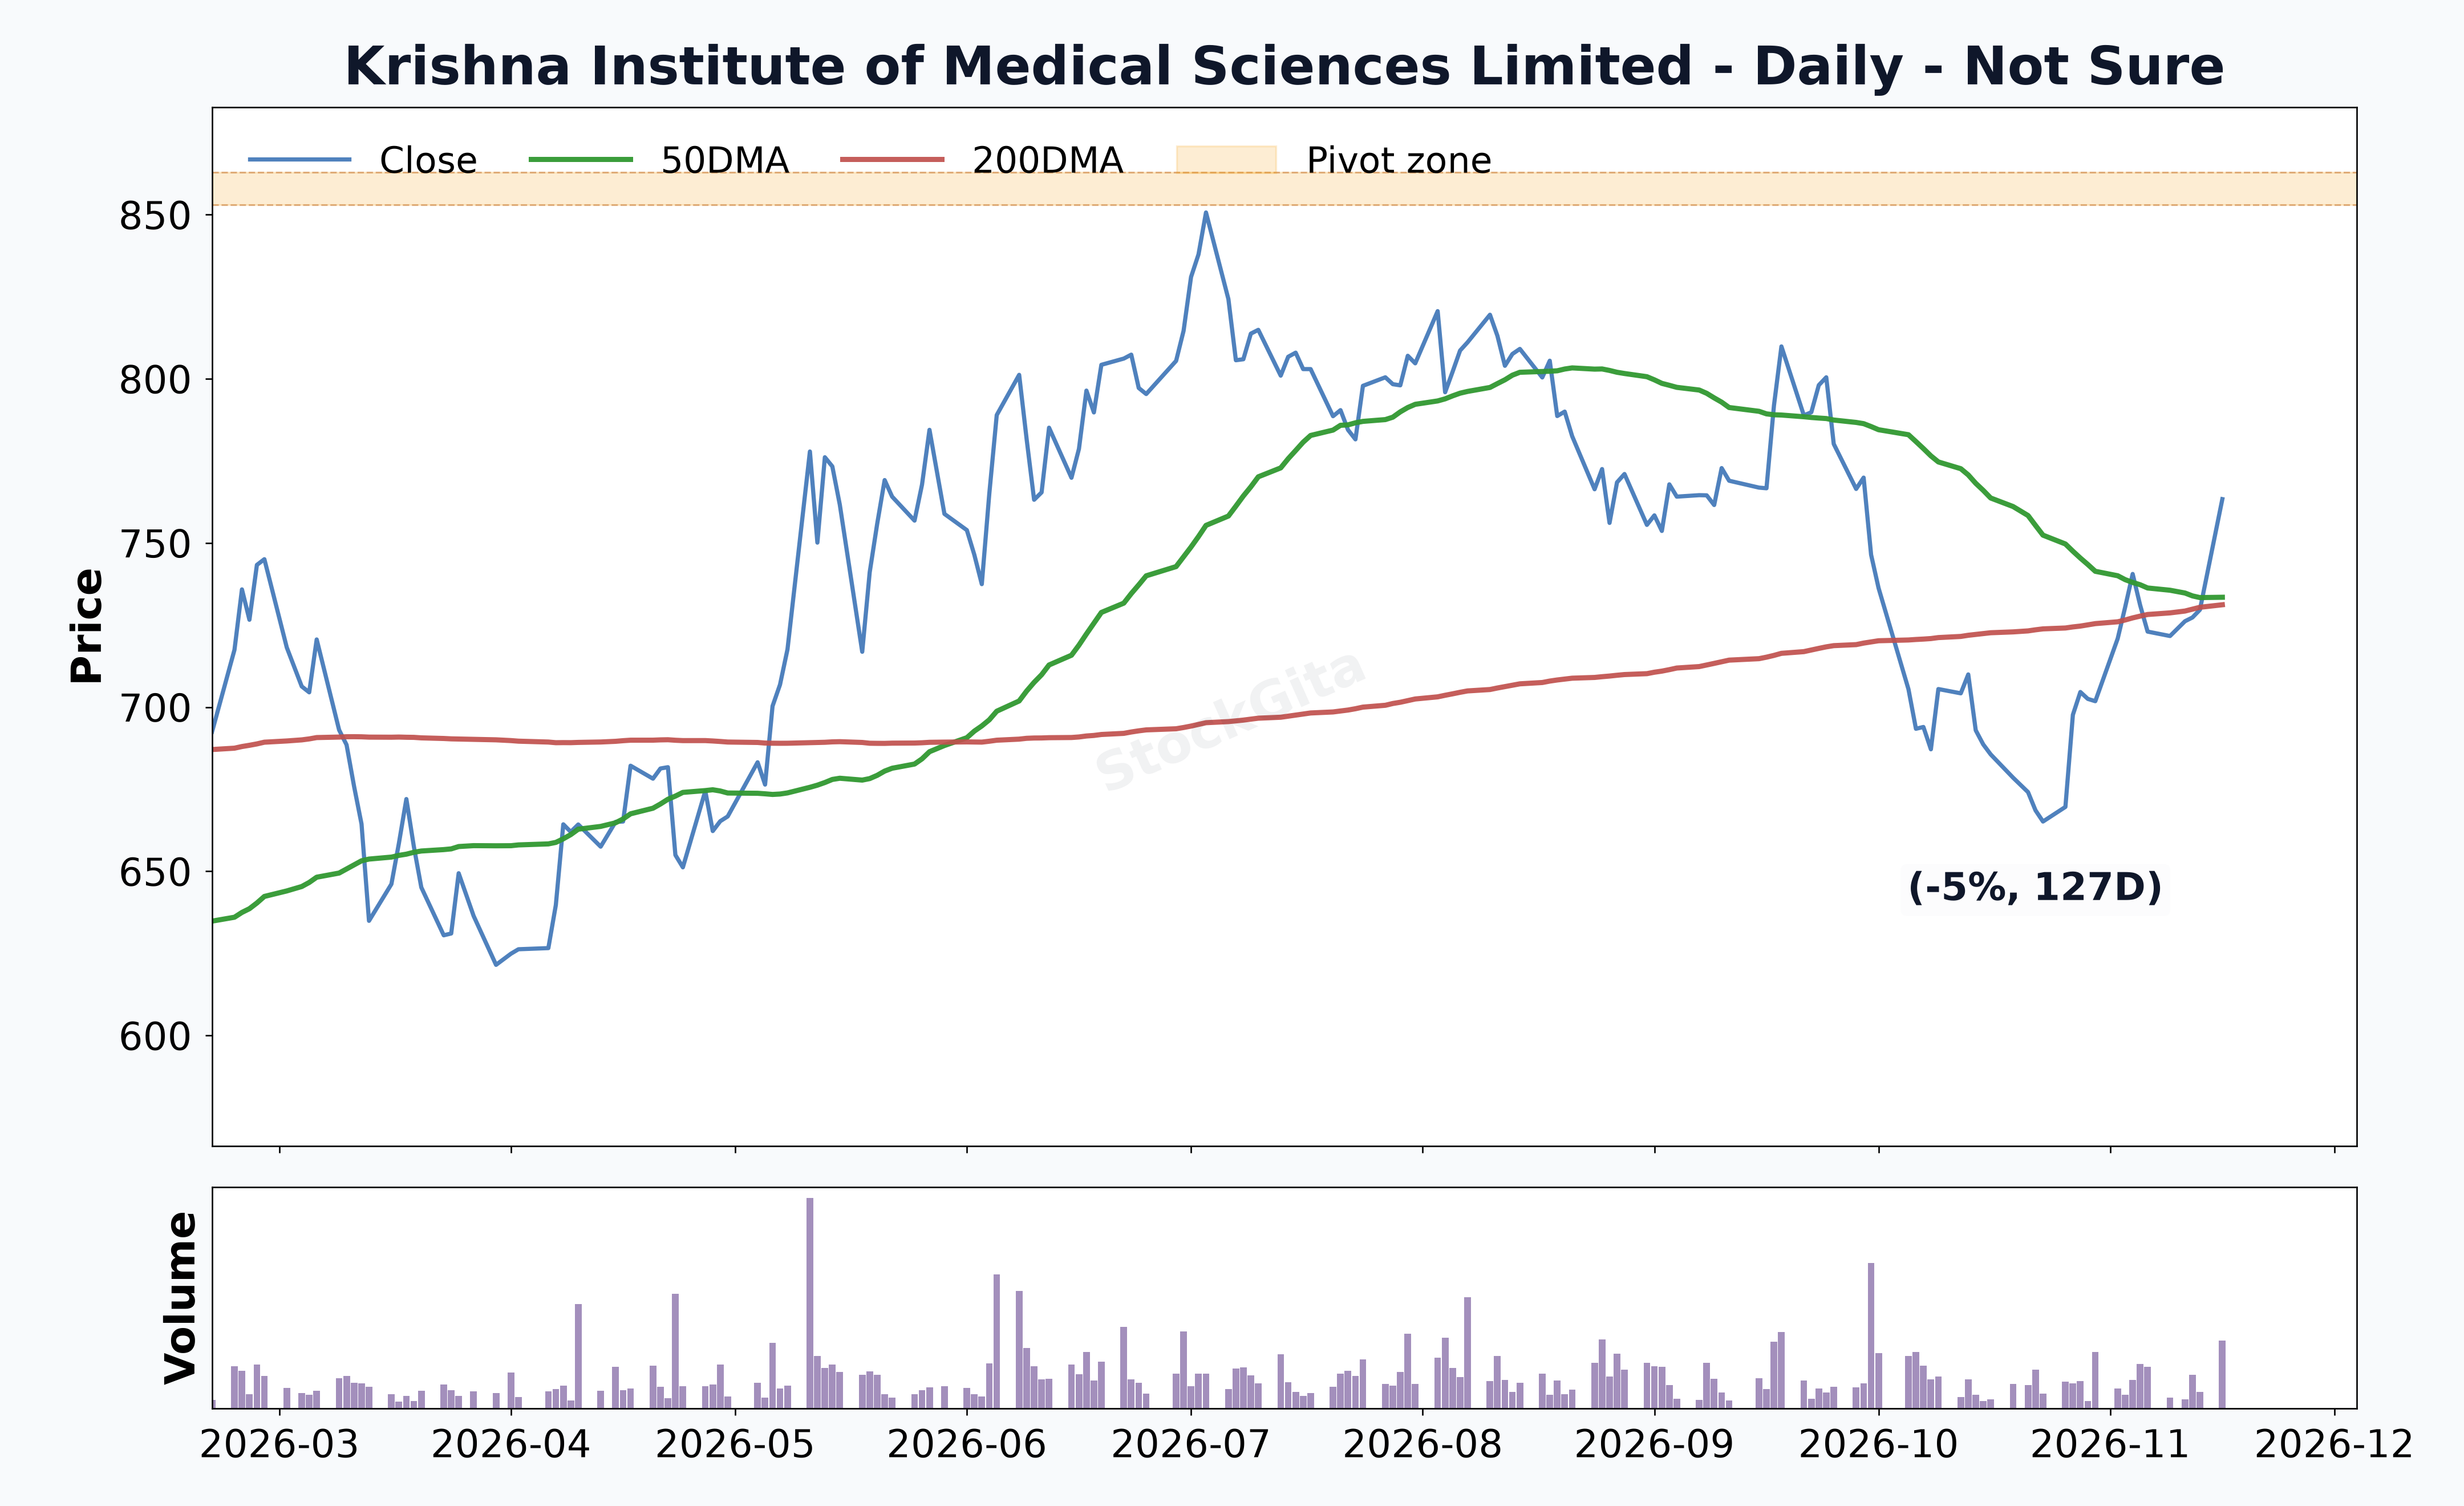 Krishna Institute of Medical Sciences Limited - Daily - Not Sure
Close 50DMA 200DMA Pivot zone
850
800
750
700
650
600
Price
StockGita
(-5%, 127D)
Volume
2026-03 2026-04 2026-05 2026-06 2026-07 2026-08 2026-09 2026-10 2026-11 2026-12